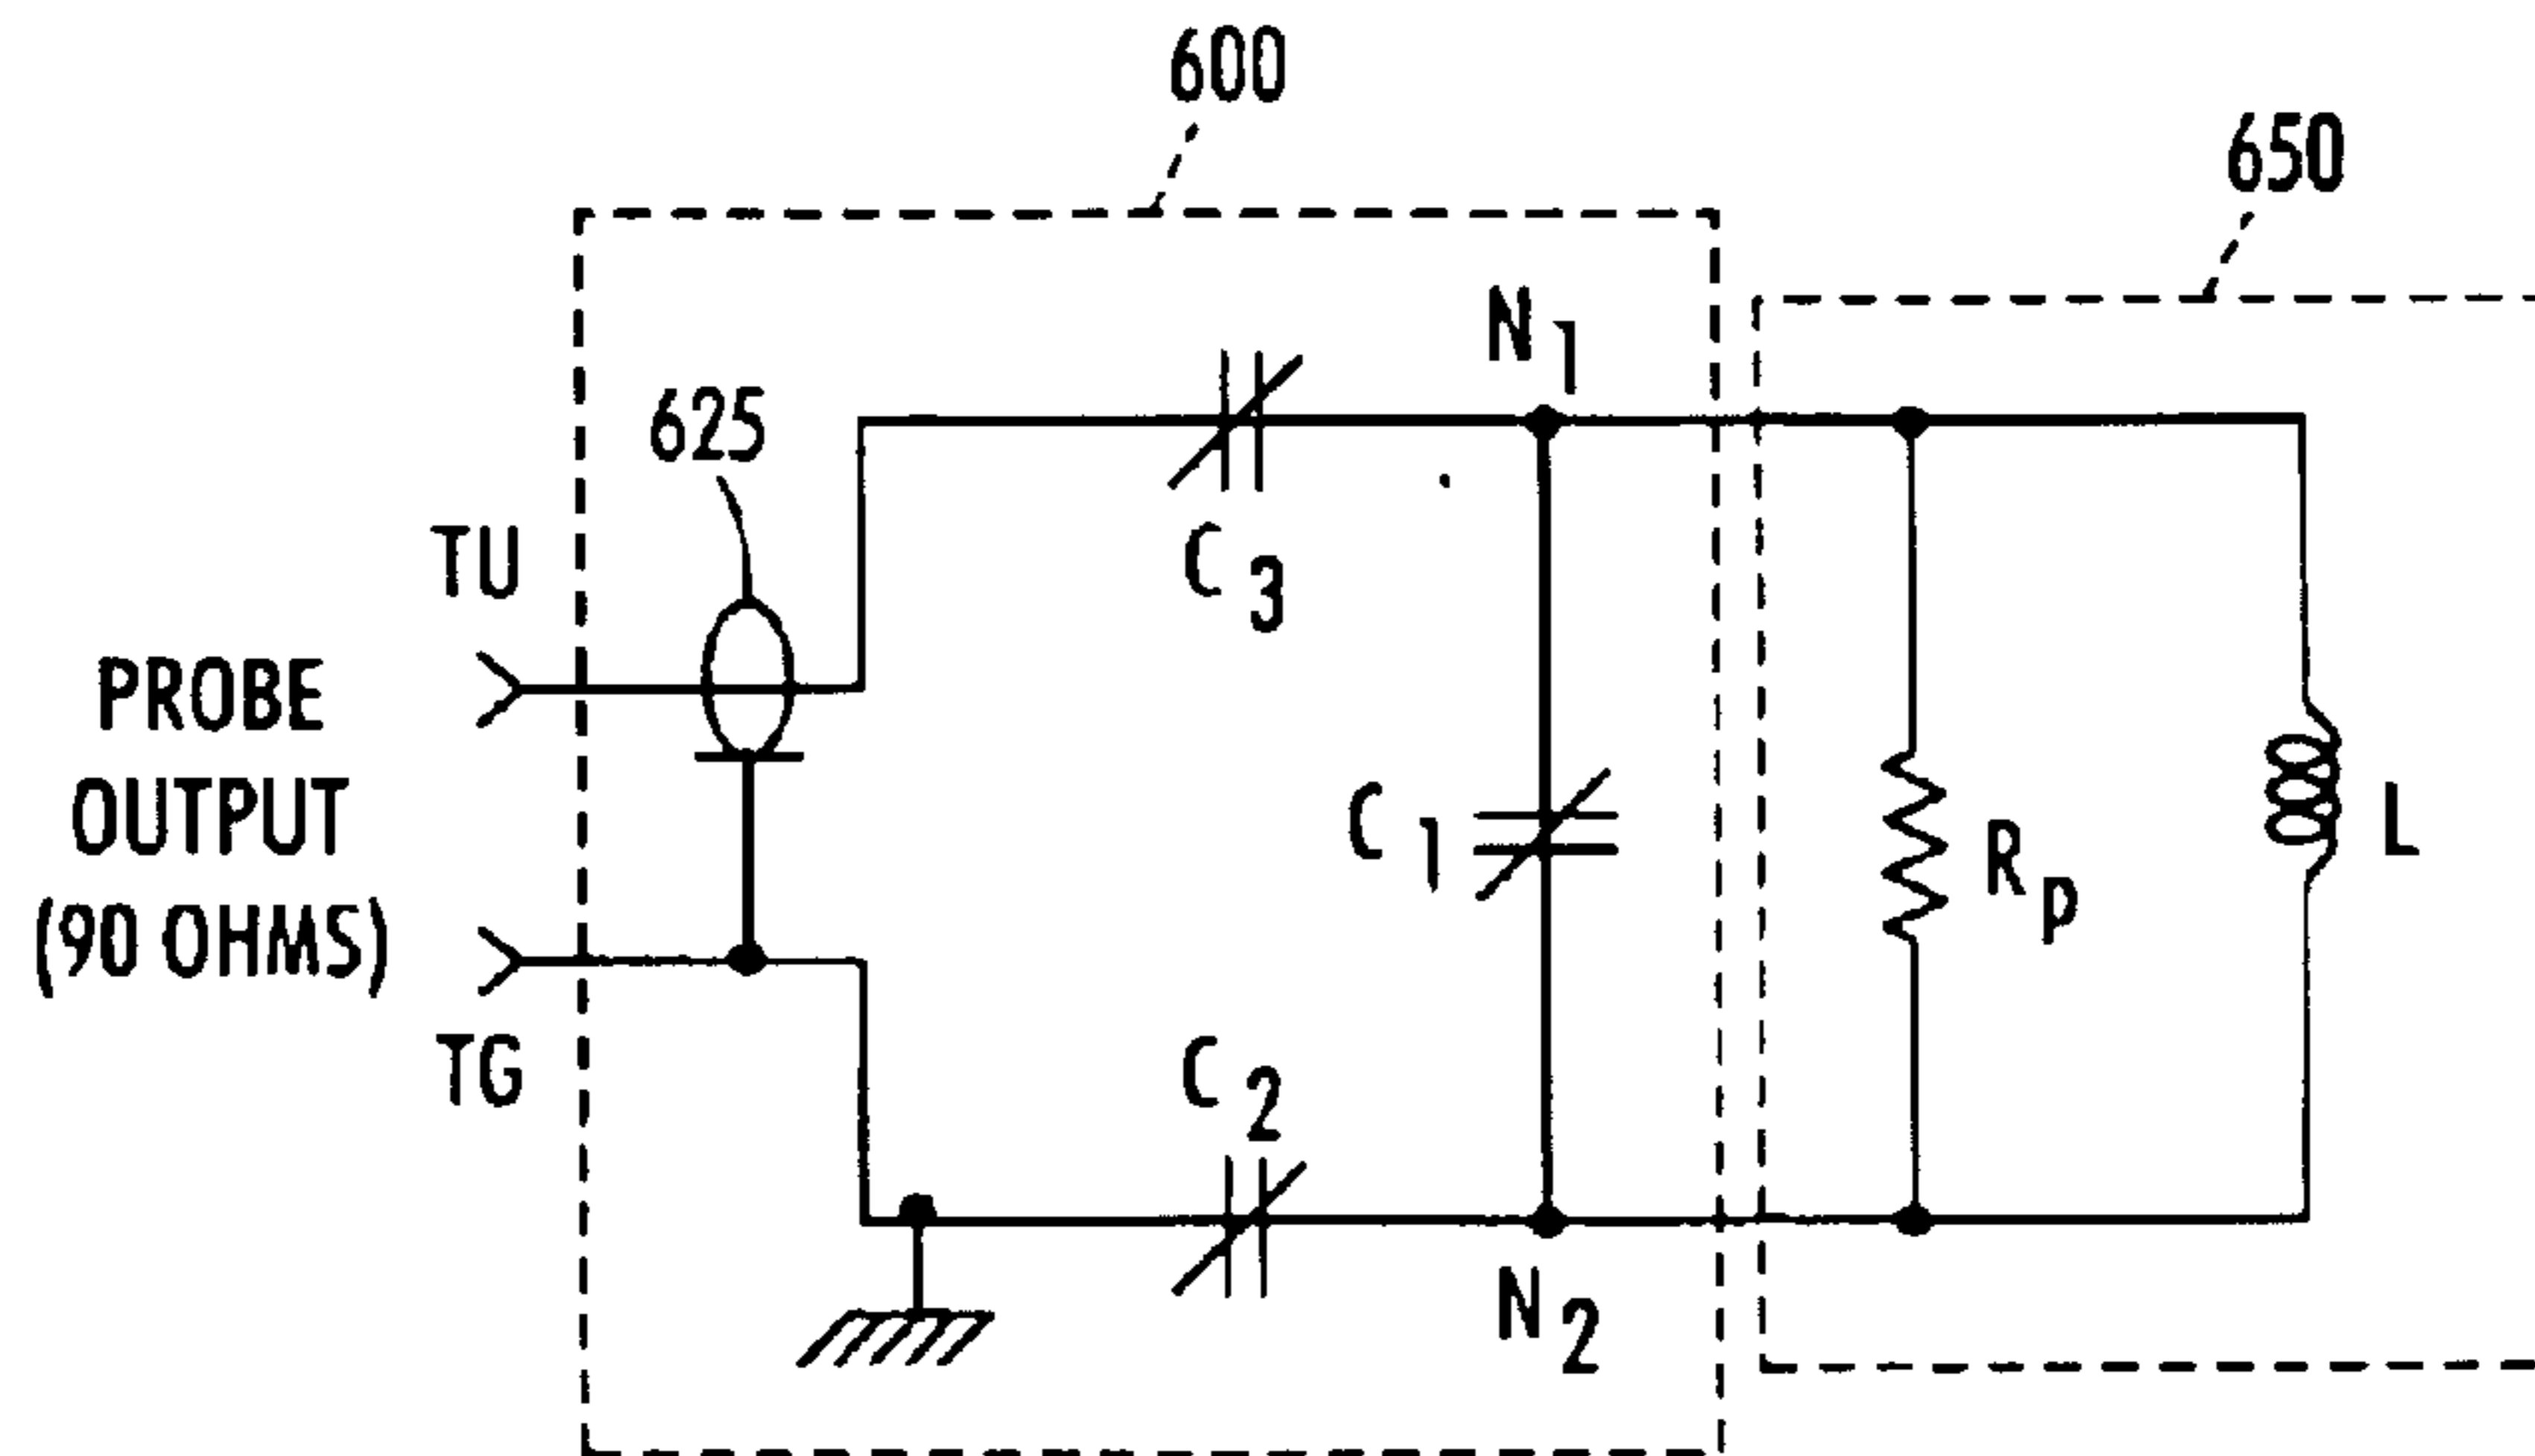 600
650
625
N1
TU
C3
PROBE
OUTPUT
(90 OHMS)
C1
Rp
L
TG
C2
N2